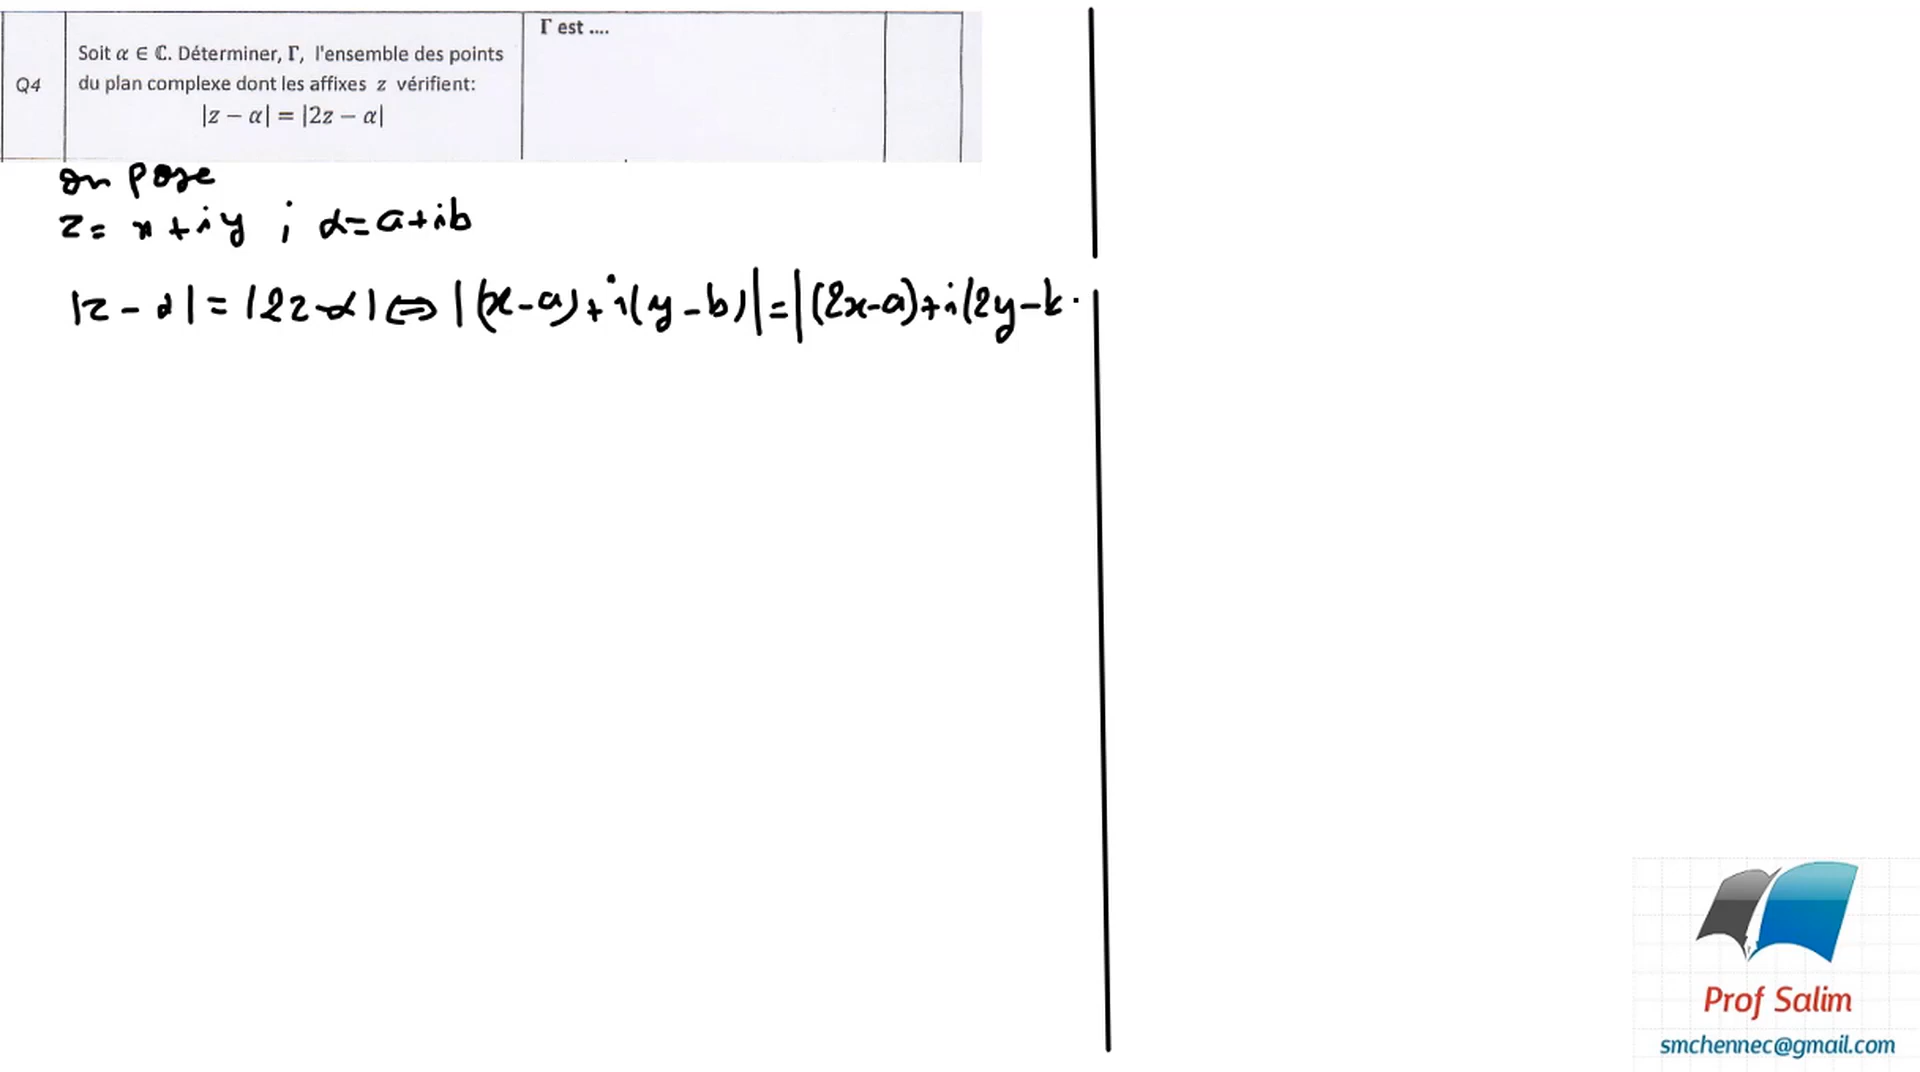 Q4
Soit α ∈ ℂ. Déterminer, Γ, l'ensemble des points
du plan complexe dont les affixes z vérifient:
|z − α| = |2z − α|
Γ est ....
on pose
z = x + iy ; α = a + ib
|z − α| = |2z − α| ⇔ |(x − a) + i(y − b)| = |(2x − a) + i(2y − b
Prof Salim
smchennec@gmail.com